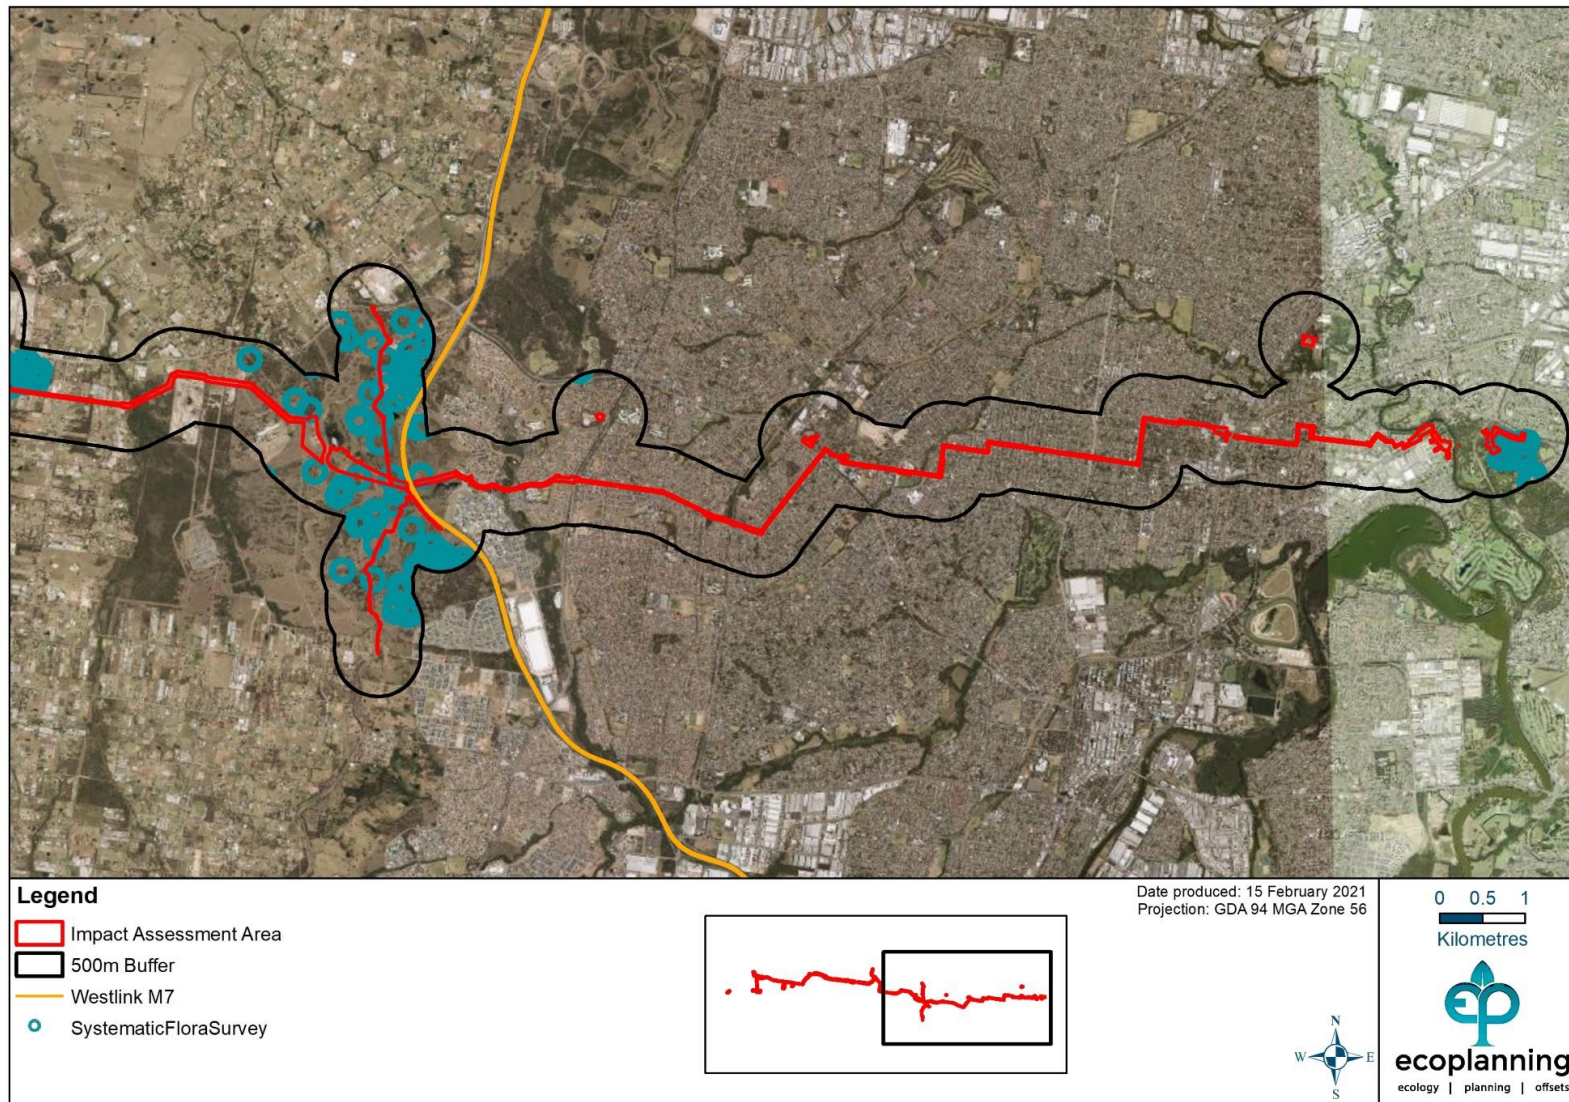 Legend
Impact Assessment Area
500m Buffer
Westlink M7
SystematicFloraSurvey
Date produced: 15 February 2021
Projection: GDA 94 MGA Zone 56
0 0.5 1
Kilometres
N
W E
S
ep
ecoplanning
ecology | planning | offsets